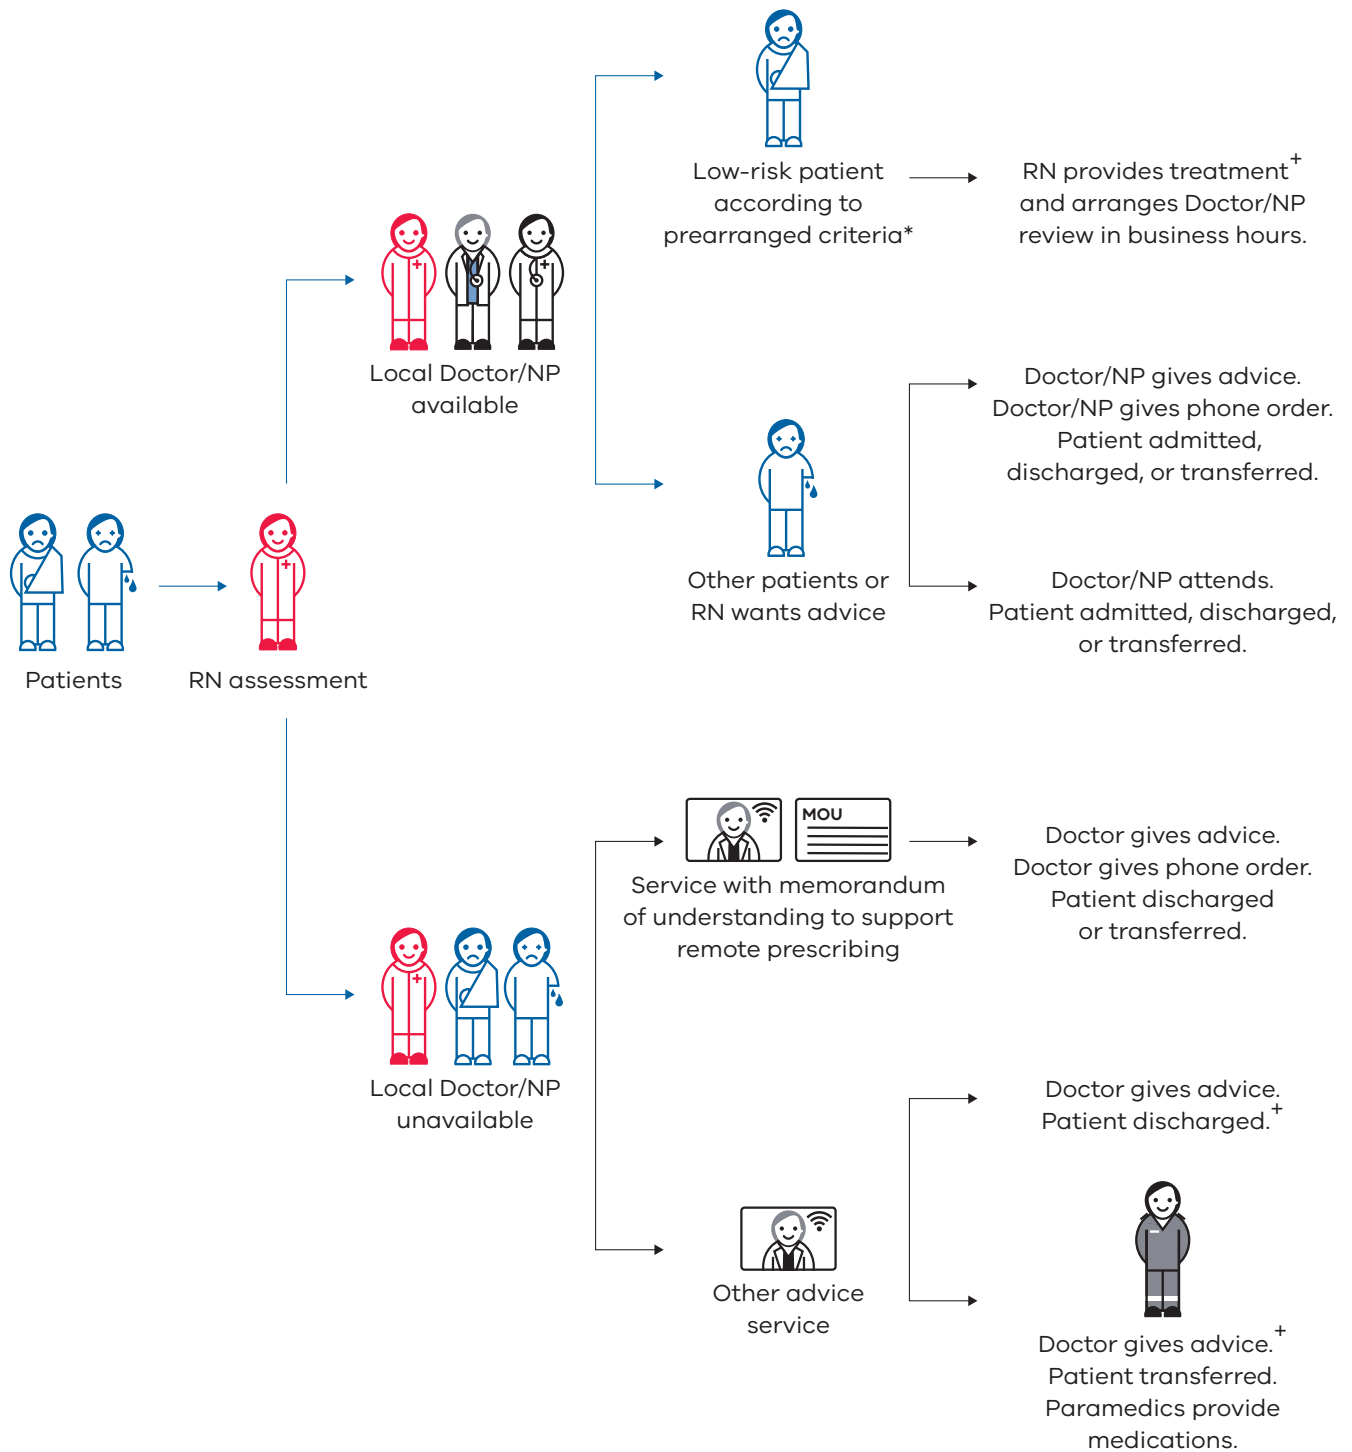 Patients
RN assessment
Local Doctor/NP
available
Low-risk patient
according to
prearranged criteria*
RN provides treatment+
and arranges Doctor/NP
review in business hours.
Other patients or
RN wants advice
Doctor/NP gives advice.
Doctor/NP gives phone order.
Patient admitted,
discharged, or transferred.
Doctor/NP attends.
Patient admitted, discharged,
or transferred.
Local Doctor/NP
unavailable
MOU
Service with memorandum
of understanding to support
remote prescribing
Doctor gives advice.
Doctor gives phone order.
Patient discharged
or transferred.
Other advice
service
Doctor gives advice.
Patient discharged.+
Doctor gives advice.+
Patient transferred.
Paramedics provide
medications.